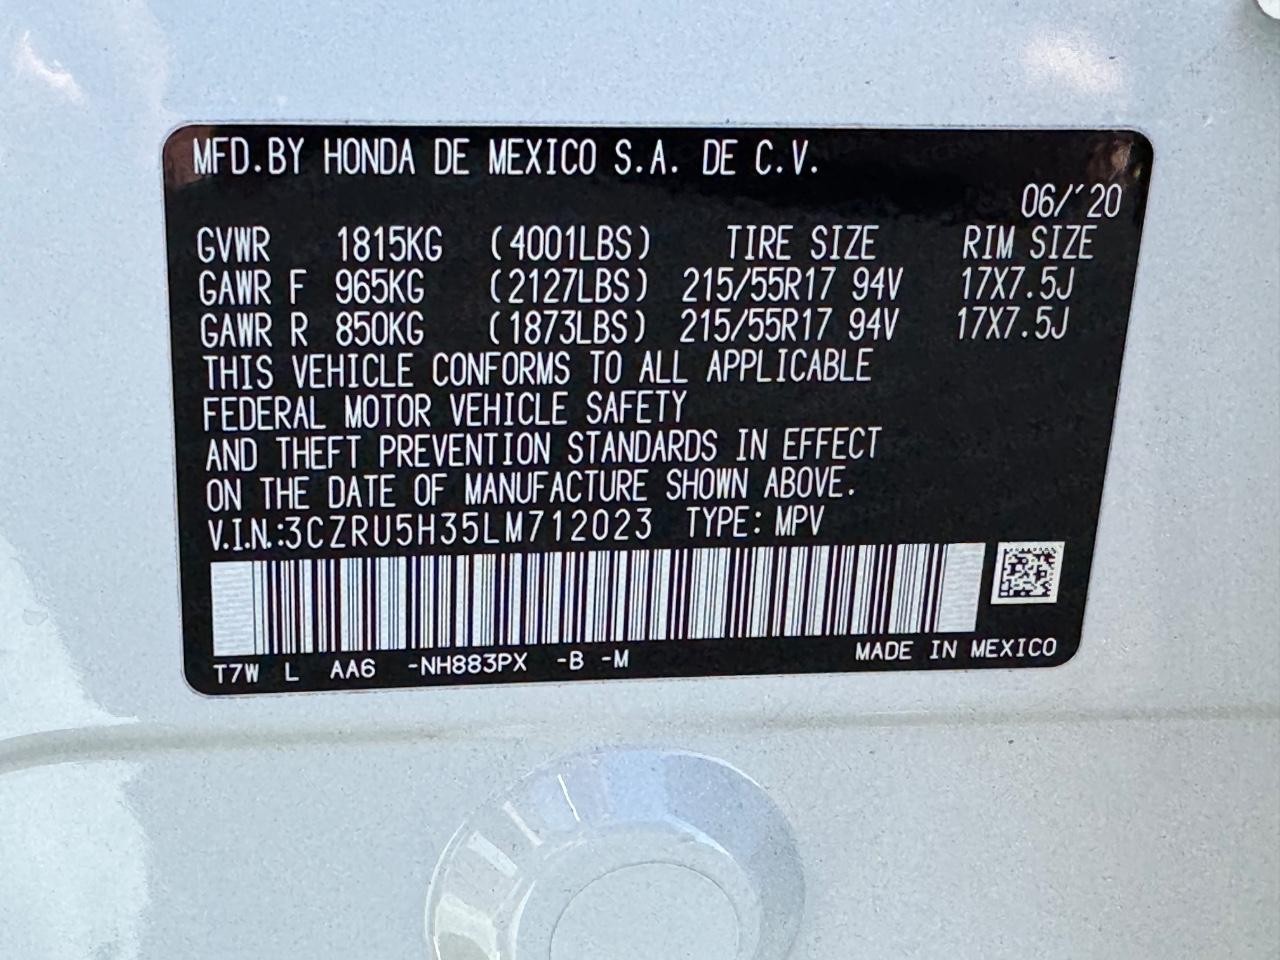 MFD.BY HONDA DE MEXICO S.A. DE C.V.
06/´20
GVWR 1815KG (4001LBS) TIRE SIZE RIM SIZE
GAWR F 965KG (2127LBS) 215/55R17 94V 17X7.5J
GAWR R 850KG (1873LBS) 215/55R17 94V 17X7.5J
THIS VEHICLE CONFORMS TO ALL APPLICABLE
FEDERAL MOTOR VEHICLE SAFETY
AND THEFT PREVENTION STANDARDS IN EFFECT
ON THE DATE OF MANUFACTURE SHOWN ABOVE.
V.I.N.:3CZRU5H35LM712023 TYPE: MPV
T7W L AA6 -NH883PX -B -M MADE IN MEXICO